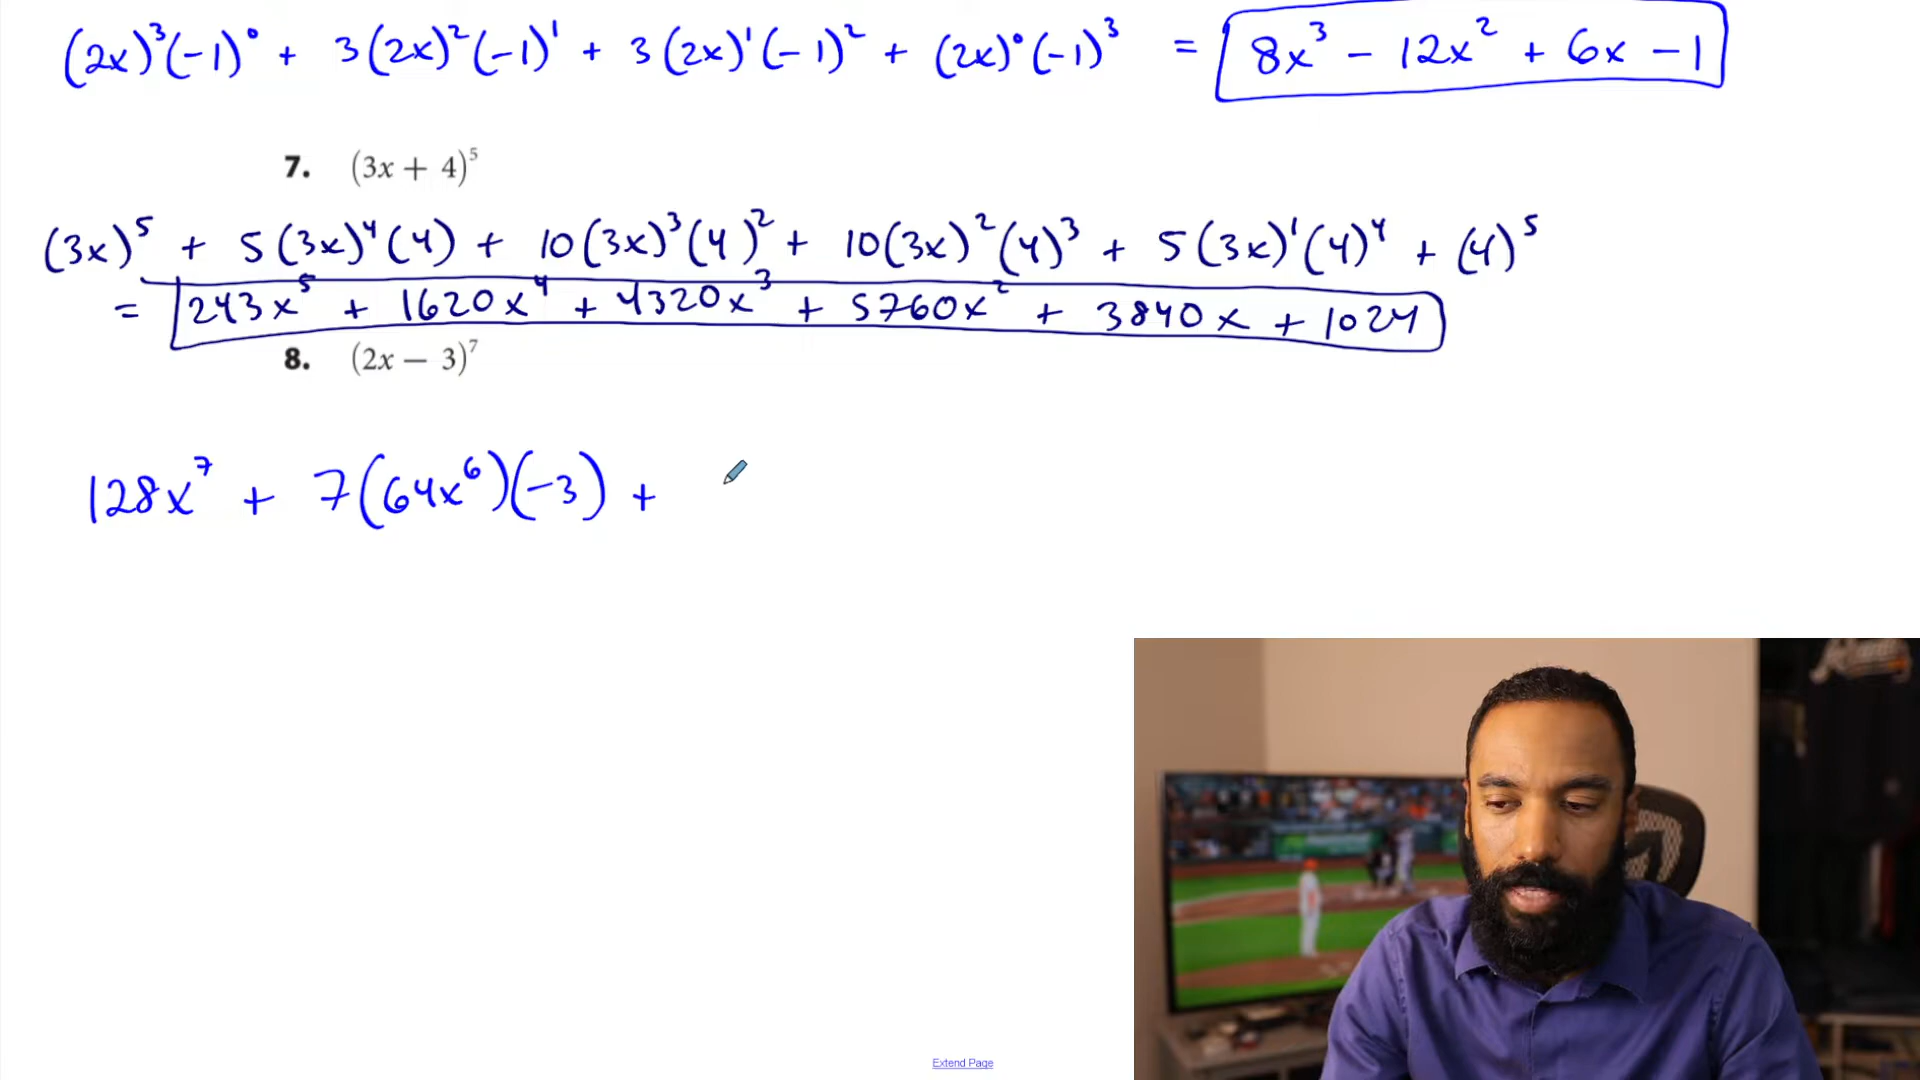 (2x)³(-1)⁰ + 3(2x)²(-1)¹ + 3(2x)¹(-1)² + (2x)⁰(-1)³ = 8x³ - 12x² + 6x - 1
7. (3x + 4)⁵
(3x)⁵ + 5(3x)⁴(4) + 10(3x)³(4)² + 10(3x)²(4)³ + 5(3x)¹(4)⁴ + (4)⁵
= 243x⁵ + 1620x⁴ + 4320x³ + 5760x² + 3840x + 1024
8. (2x − 3)⁷
128x⁷ + 7(64x⁶)(-3) +
Extend Page